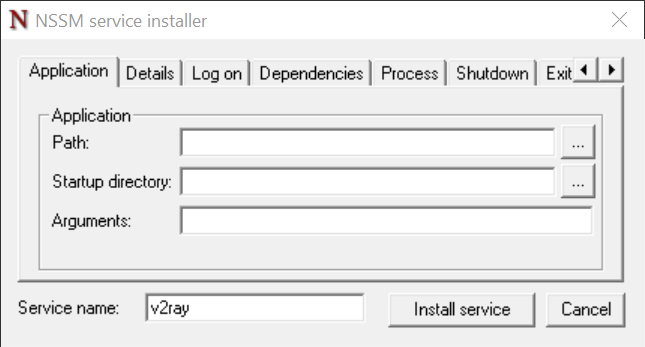 N NSSM service installer
Application Details Log on Dependencies Process Shutdown Exit
Application
Path:
...
Startup directory:
...
Arguments:
Service name: v2ray Install service Cancel